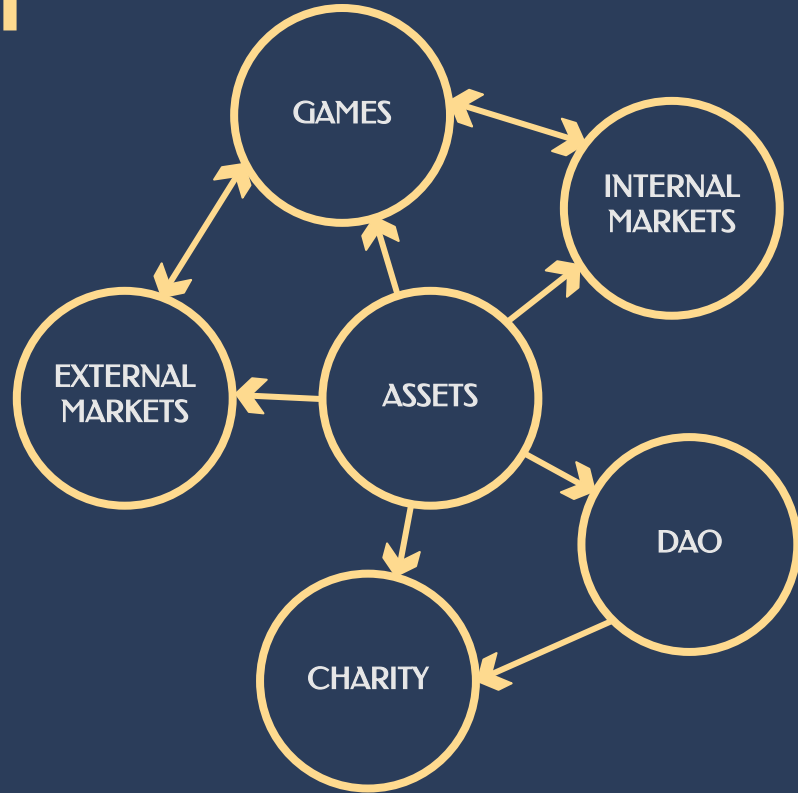 GAMES
INTERNAL
MARKETS
EXTERNAL
MARKETS
ASSETS
DAO
CHARITY